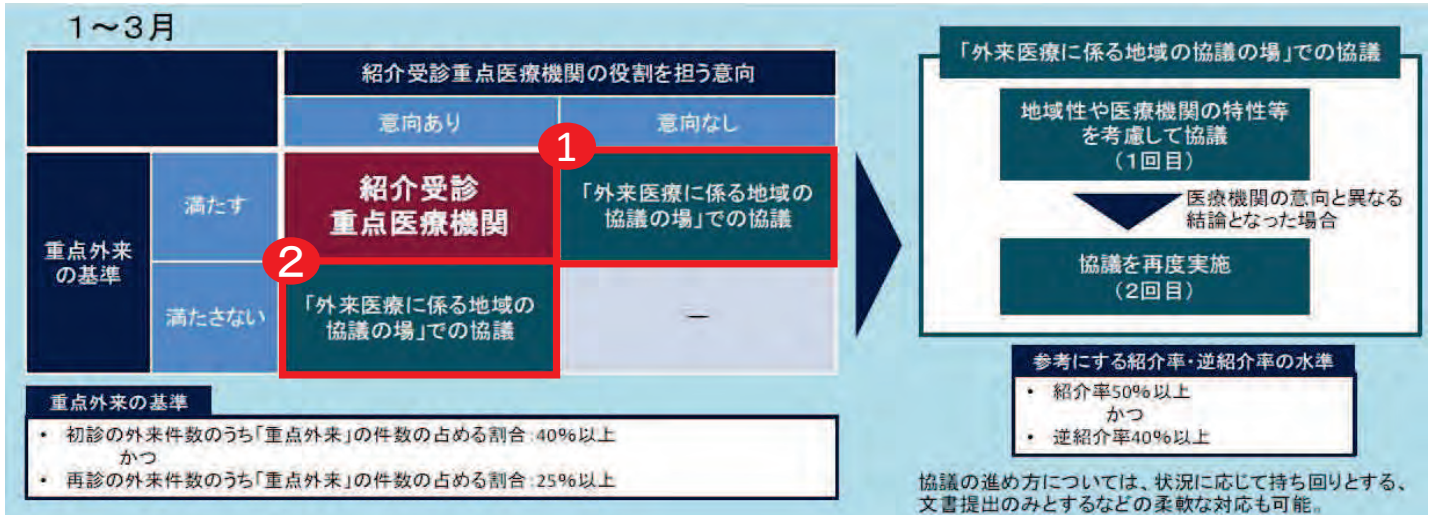 1～3月
紹介受診重点医療機関の役割を担う意向
意向あり
意向なし
重点外来
の基準
満たす
紹介受診
重点医療機関
1
「外来医療に係る地域の
協議の場」での協議
満たさない
2
「外来医療に係る地域の
協議の場」での協議
－
重点外来の基準
・ 初診の外来件数のうち「重点外来」の件数の占める割合:40%以上
かつ
・ 再診の外来件数のうち「重点外来」の件数の占める割合:25%以上
「外来医療に係る地域の協議の場」での協議
地域性や医療機関の特性等
を考慮して協議
(1回目)
医療機関の意向と異なる
結論となった場合
協議を再度実施
(2回目)
参考にする紹介率・逆紹介率の水準
・ 紹介率50%以上
かつ
・ 逆紹介率40%以上
協議の進め方については、状況に応じて持ち回りとする、
文書提出のみとするなどの柔軟な対応も可能。